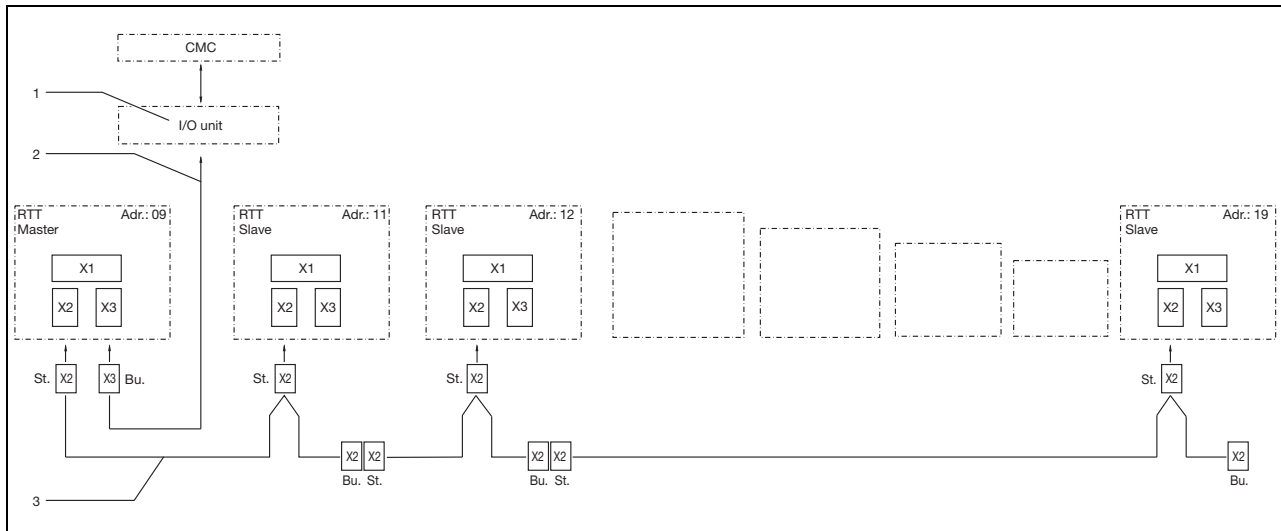 CMC
1
I/O unit
2
RTT Adr.: 09
Master
X1
X2 X3
RTT Adr.: 11
Slave
X1
X2 X3
RTT Adr.: 12
Slave
X1
X2 X3
RTT Adr.: 19
Slave
X1
X2 X3
St. X2 X3 Bu.
St. X2
St. X2
St. X2
X2 X2
Bu. St.
X2 X2
Bu. St.
X2
Bu.
3